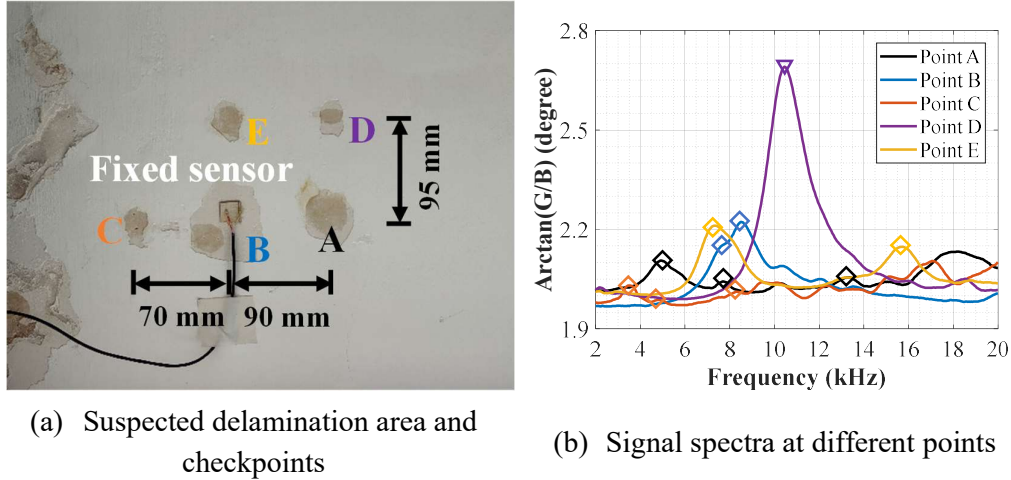 E
D
Fixed sensor
95 mm
C
B
A
70 mm
90 mm
(a) Suspected delamination area and
checkpoints
2.8
2.5
2.2
1.9
Arctan(G/B) (degree)
Point A
Point B
Point C
Point D
Point E
2 4 6 8 10 12 14 16 18 20
Frequency (kHz)
(b) Signal spectra at different points